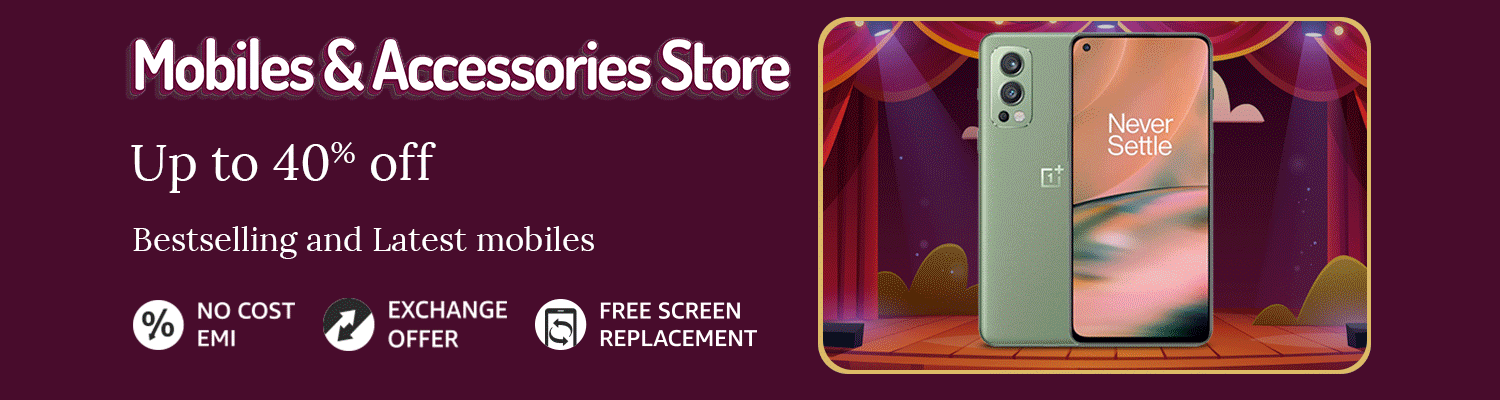 Mobiles & Accessories Store
Up to 40% off
Bestselling and Latest mobiles
NO COST
EMI
EXCHANGE
OFFER
FREE SCREEN
REPLACEMENT
Never
Settle
1+